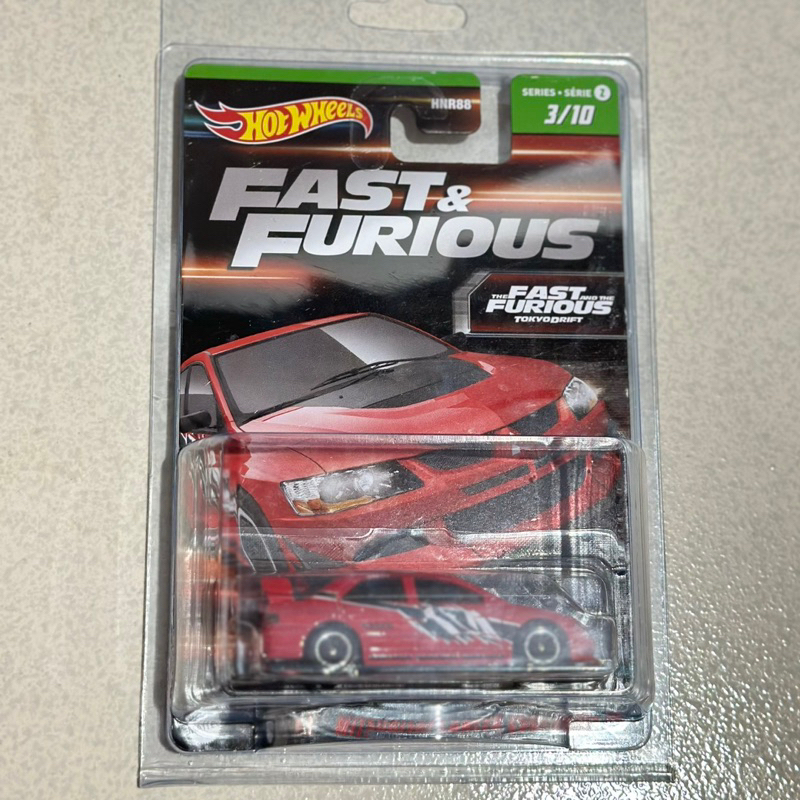 HOT WHEELS
HNR88
SERIES • SÉRIE 2
3/10
FAST &
FURIOUS
THE FAST AND THE
FURIOUS
TOKYO DRIFT